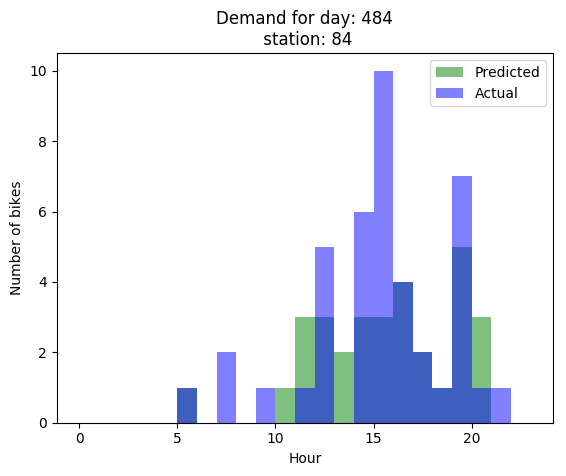 Demand for day: 484
station: 84
Predicted
Actual
Number of bikes
10
8
6
4
2
0
0 5 10 15 20
Hour